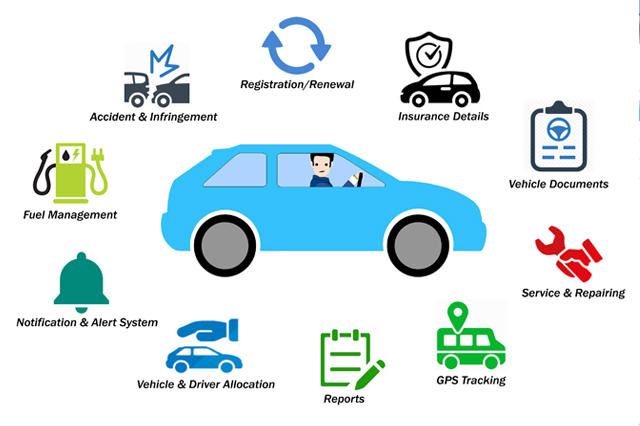 Registration/Renewal
Accident & Infringement
Insurance Details
Vehicle Documents
Fuel Management
Service & Repairing
Notification & Alert System
Vehicle & Driver Allocation
GPS Tracking
Reports